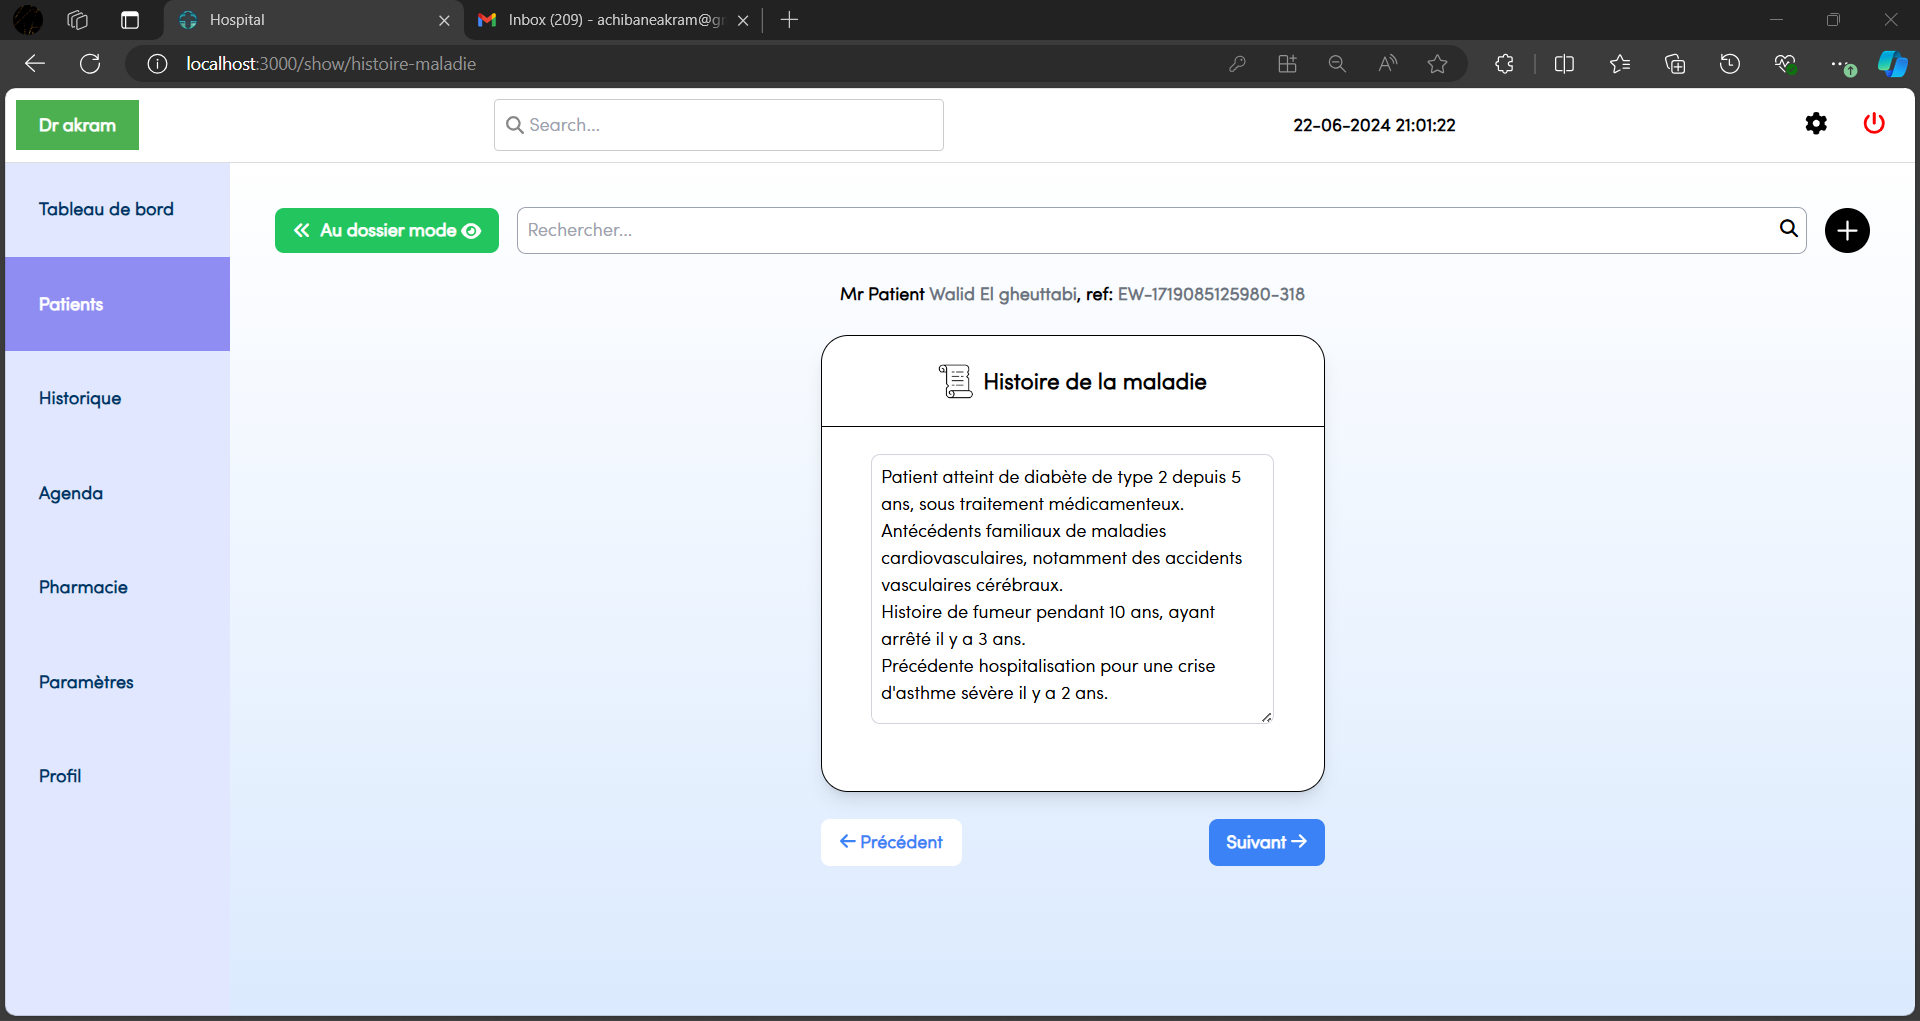 Hospital
Inbox (209) - achibaneakram@gr
localhost:3000/show/histoire-maladie
Dr akram
Search...
22-06-2024 21:01:22
Tableau de bord
Patients
Historique
Agenda
Pharmacie
Paramètres
Profil
Au dossier mode
Rechercher...
Mr Patient Walid El gheuttabi, ref: EW-1719085125980-318
Histoire de la maladie
Patient atteint de diabète de type 2 depuis 5
ans, sous traitement médicamenteux.
Antécédents familiaux de maladies
cardiovasculaires, notamment des accidents
vasculaires cérébraux.
Histoire de fumeur pendant 10 ans, ayant
arrêté il y a 3 ans.
Précédente hospitalisation pour une crise
d'asthme sévère il y a 2 ans.
Précédent
Suivant